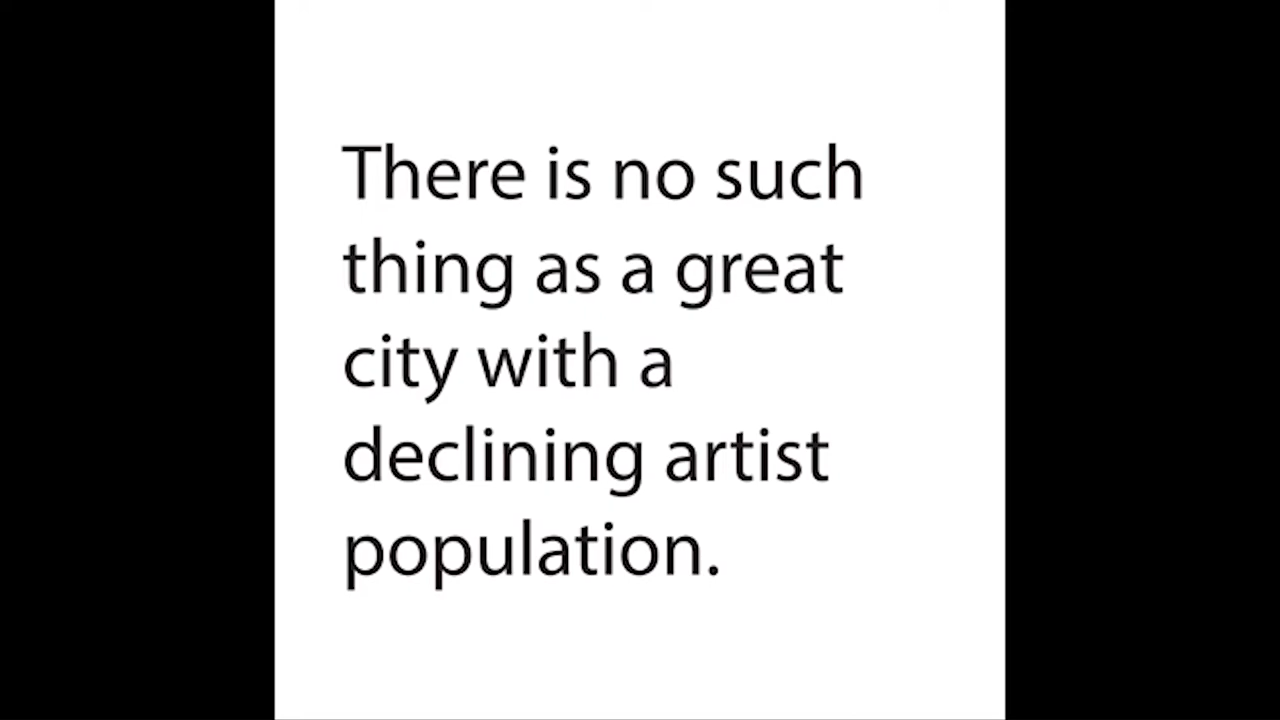 There is no such
thing as a great
city with a
declining artist
population.